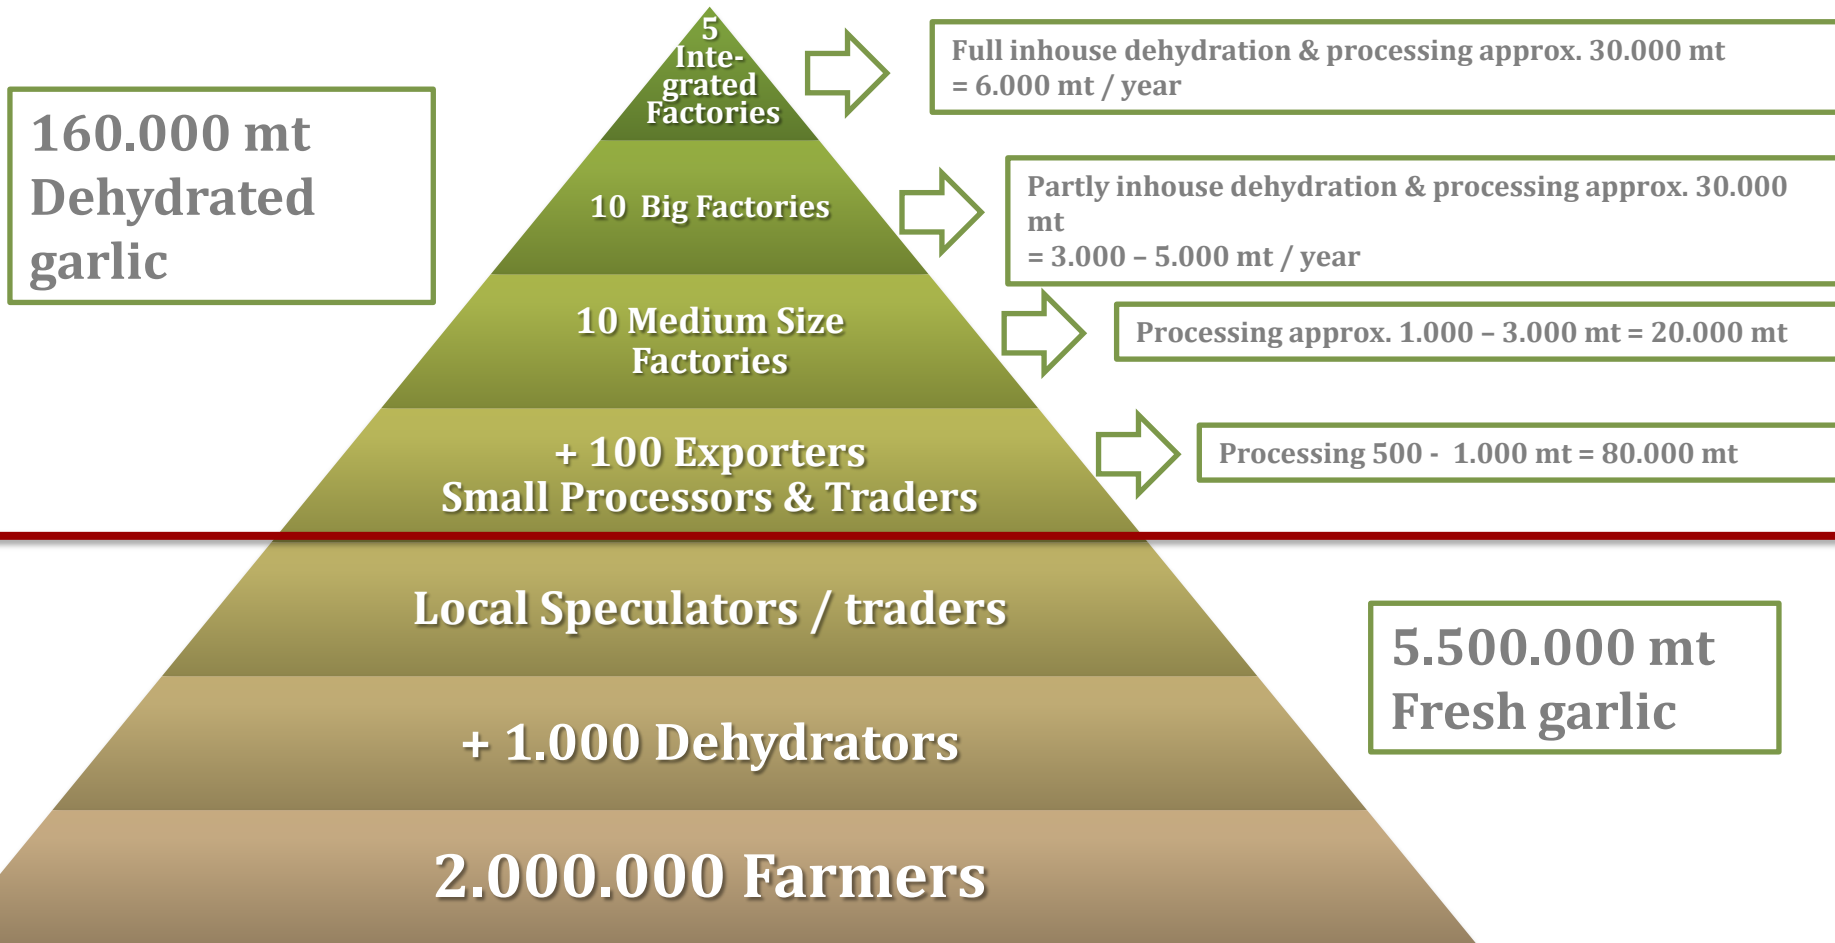 5
Inte-
grated
Factories
Full inhouse dehydration & processing approx. 30.000 mt
= 6.000 mt / year
160.000 mt
Dehydrated
garlic
10  Big Factories
Partly inhouse dehydration & processing approx. 30.000
mt
= 3.000 – 5.000 mt / year
10 Medium Size
Factories
Processing approx. 1.000 – 3.000 mt = 20.000 mt
+ 100 Exporters
Small Processors & Traders
Processing 500 -  1.000 mt = 80.000 mt
Local Speculators / traders
5.500.000 mt
Fresh garlic
+ 1.000 Dehydrators
2.000.000 Farmers